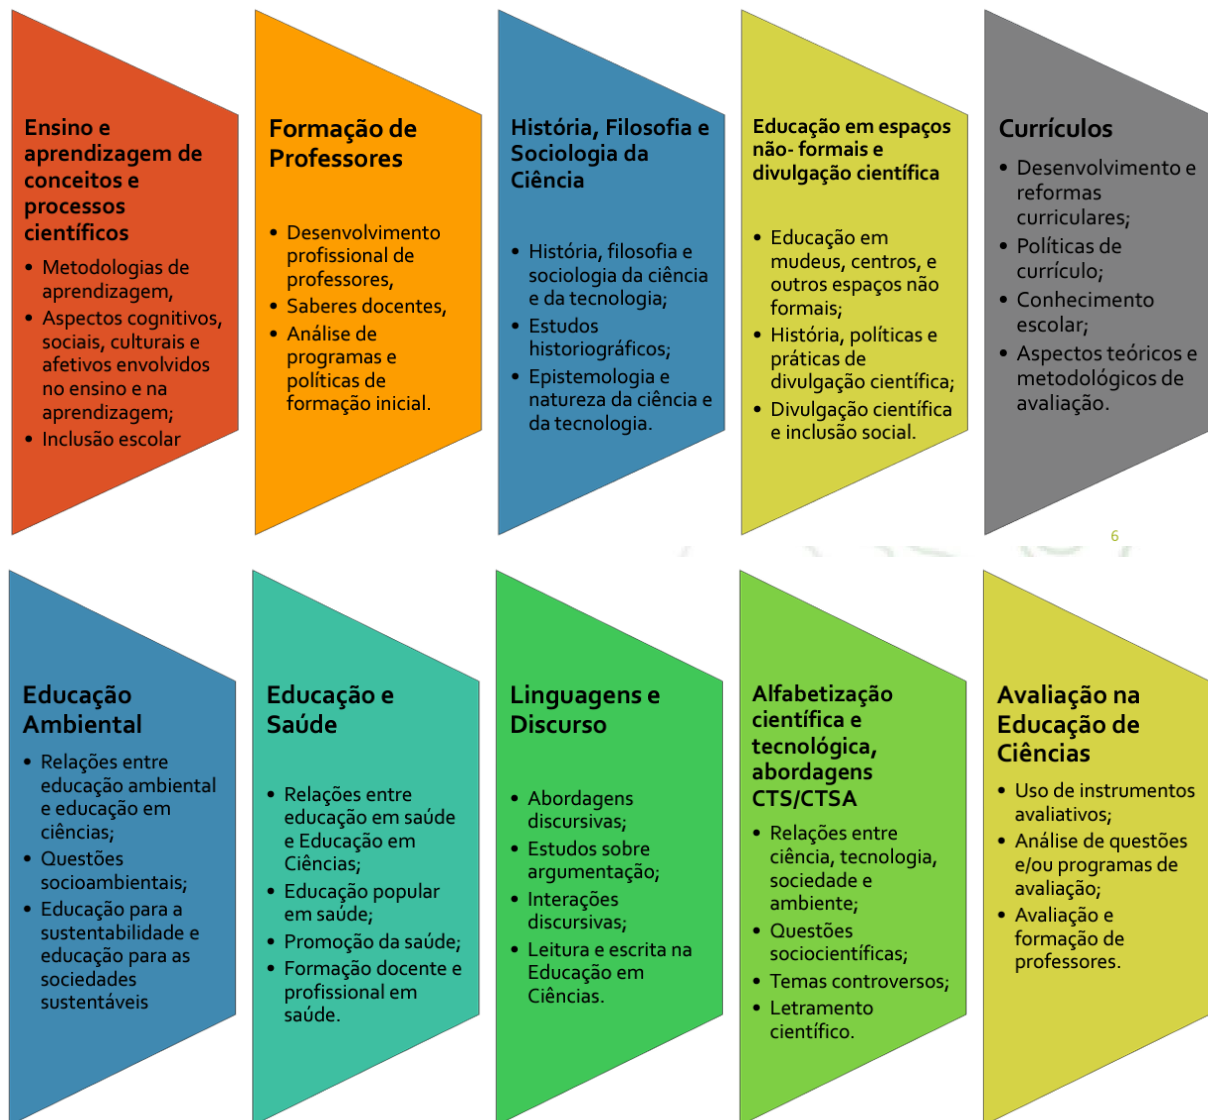 Ensino e
aprendizagem de
conceitos e
processos
científicos
• Metodologias de
aprendizagem,
• Aspectos cognitivos,
sociais, culturais e
afetivos envolvidos
no ensino e na
aprendizagem;
• Inclusão escolar
Formação de
Professores
• Desenvolvimento
profissional de
professores,
• Saberes docentes,
• Análise de
programas e
políticas de
formação inicial.
História, Filosofia e
Sociologia da
Ciência
• História, filosofia e
sociologia da ciência
e da tecnologia;
• Estudos
historiográficos;
• Epistemologia e
natureza da ciência e
da tecnologia.
Educação em espaços
não- formais e
divulgação científica
• Educação em
mudeus, centros, e
outros espaços não
formais;
• História, políticas e
práticas de
divulgação científica;
• Divulgação científica
e inclusão social.
Currículos
• Desenvolvimento e
reformas
curriculares;
• Políticas de
currículo;
• Conhecimento
escolar;
• Aspectos teóricos e
metodológicos de
avaliação.
6
Educação
Ambiental
• Relações entre
educação ambiental
e educação em
ciências;
• Questões
socioambientais;
• Educação para a
sustentabilidade e
educação para as
sociedades
sustentáveis
Educação e
Saúde
• Relações entre
educação em saúde
e Educação em
Ciências;
• Educação popular
em saúde;
• Promoção da saúde;
• Formação docente e
profissional em
saúde.
Linguagens e
Discurso
• Abordagens
discursivas;
• Estudos sobre
argumentação;
• Interações
discursivas;
• Leitura e escrita na
Educação em
Ciências.
Alfabetização
científica e
tecnológica,
abordagens
CTS/CTSA
• Relações entre
ciência, tecnologia,
sociedade e
ambiente;
• Questões
sociocientíficas;
• Temas controversos;
• Letramento
científico.
Avaliação na
Educação de
Ciências
• Uso de instrumentos
avaliativos;
• Análise de questões
e/ou programas de
avaliação;
• Avaliação e
formação de
professores.